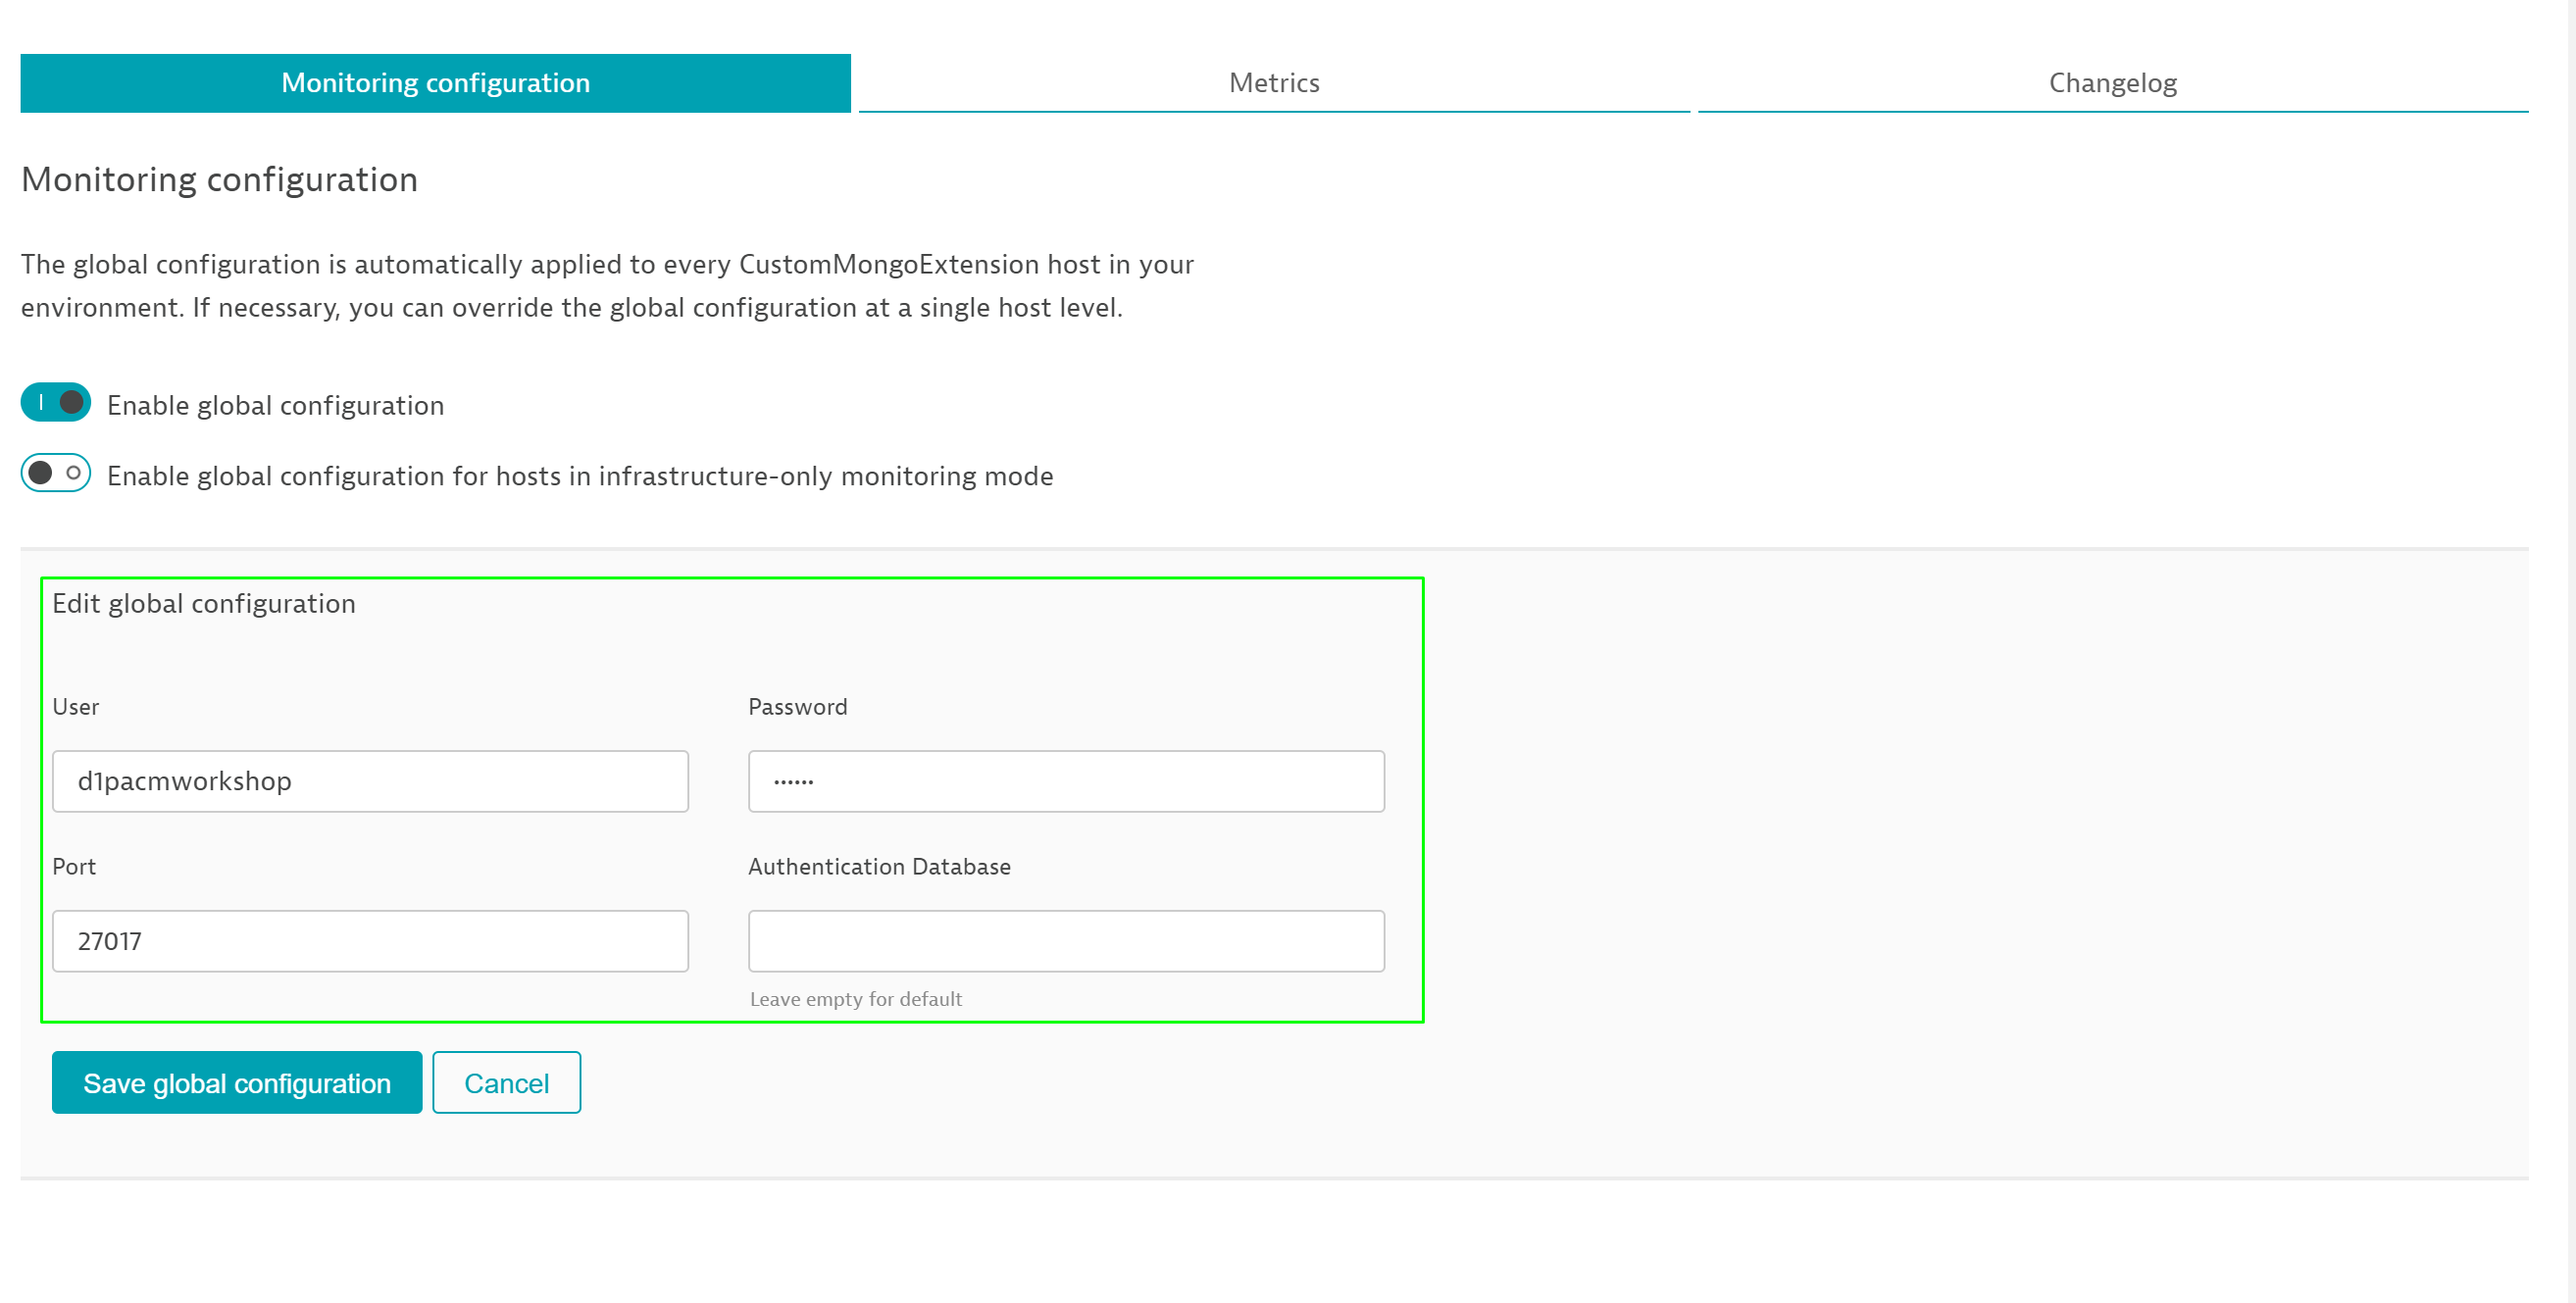 Monitoring configuration
Metrics
Changelog
Monitoring configuration
The global configuration is automatically applied to every CustomMongoExtension host in your
environment. If necessary, you can override the global configuration at a single host level.
Enable global configuration
Enable global configuration for hosts in infrastructure-only monitoring mode
Edit global configuration
User
Password
d1pacmworkshop
••••••
Port
Authentication Database
27017
Leave empty for default
Save global configuration
Cancel